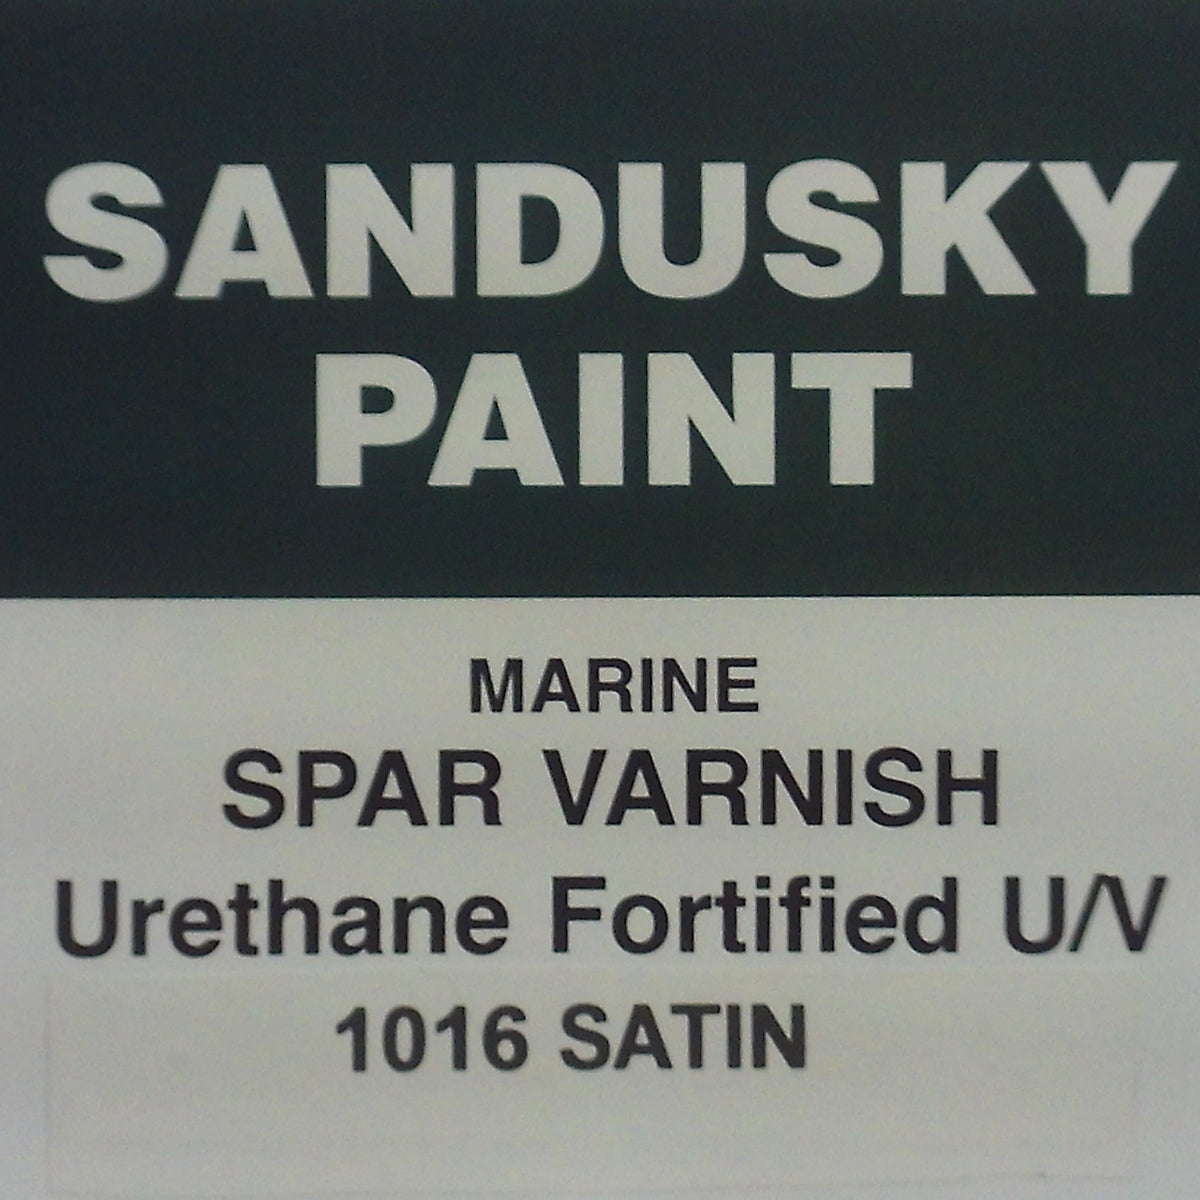 SANDUSKY
PAINT
MARINE
SPAR VARNISH
Urethane Fortified U/V
1016 SATIN